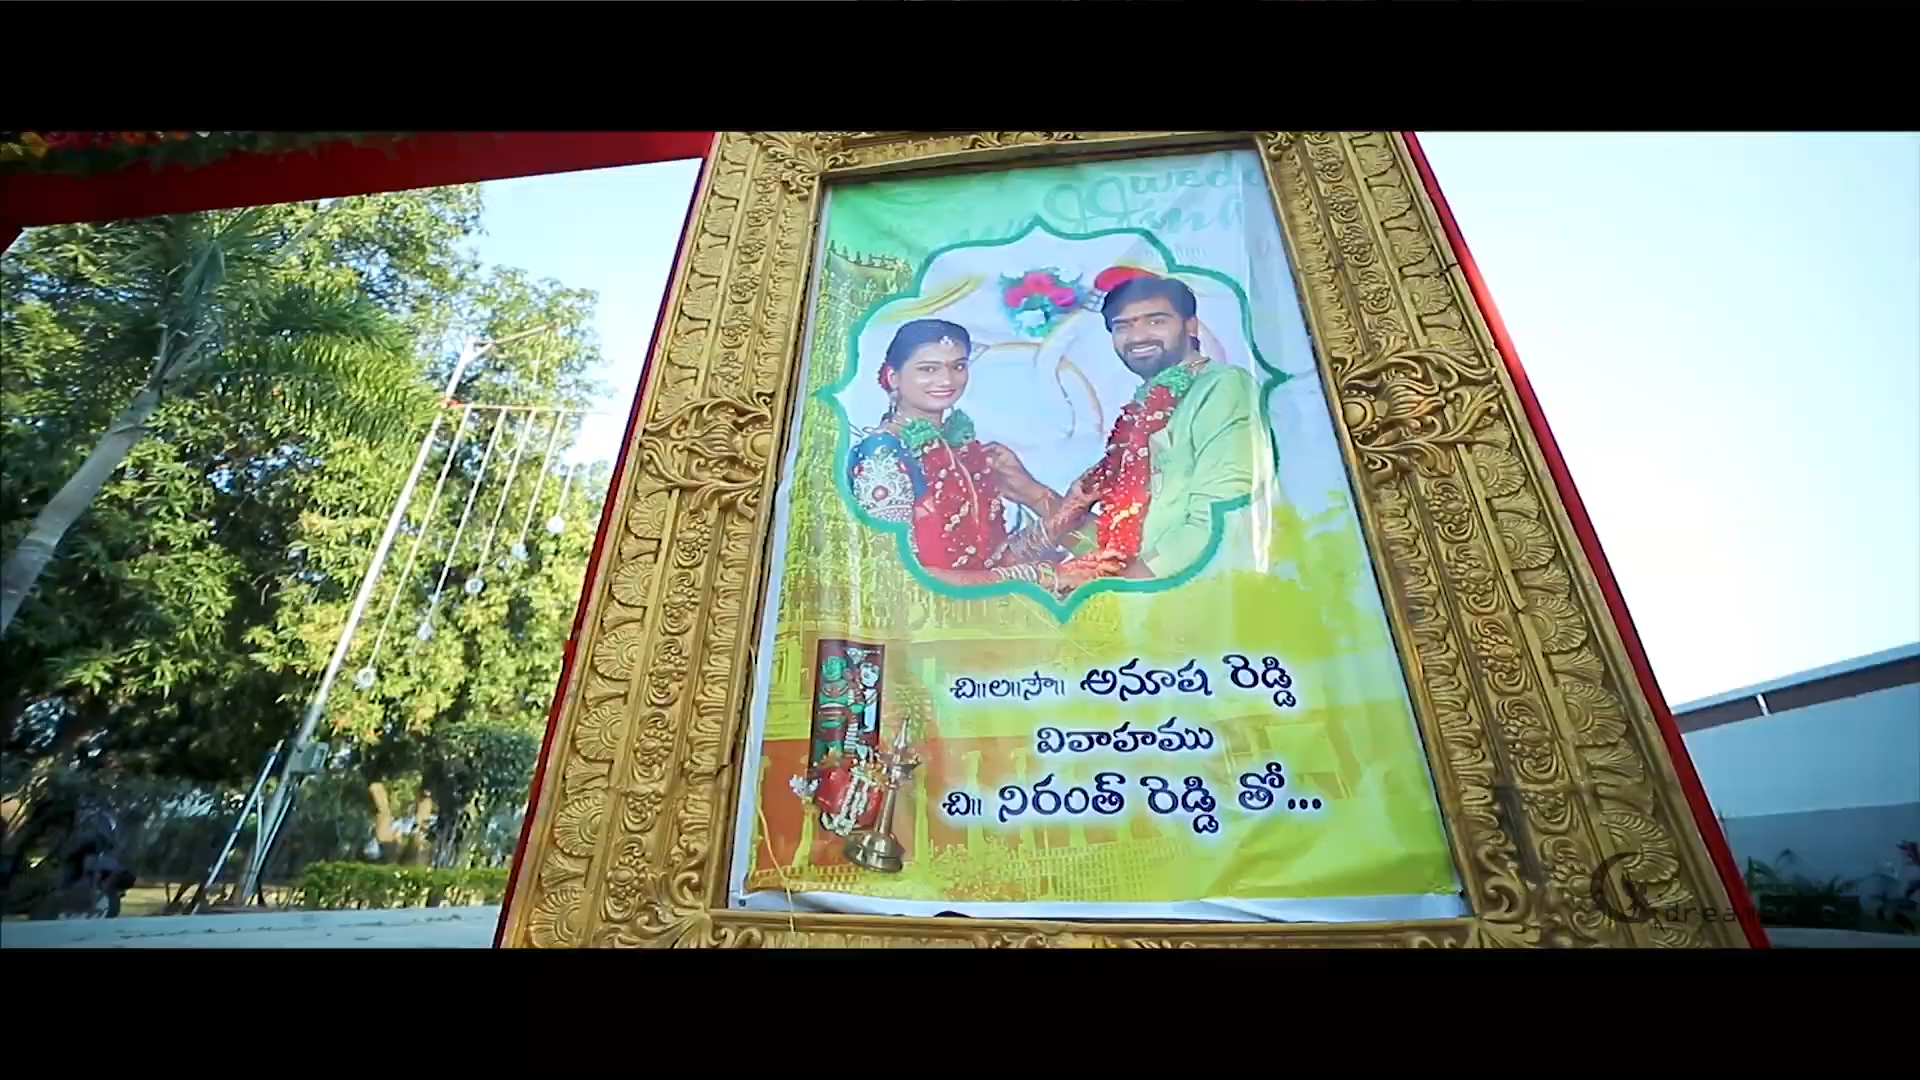 చి॥ల॥సౌ॥ అనూష రెడ్డి
వివాహము
చి॥ నిరంత్ రెడ్డి తో...